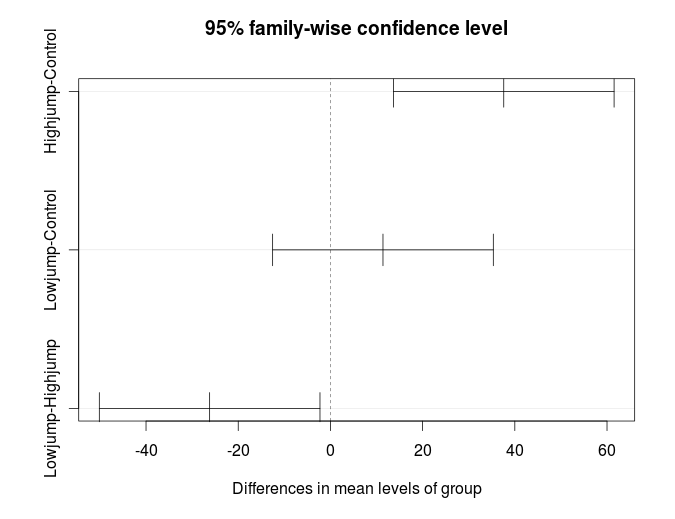 95% family-wise confidence level
Highjump-Control
Lowjump-Control
Lowjump-Highjump
-40 -20 0 20 40 60
Differences in mean levels of group